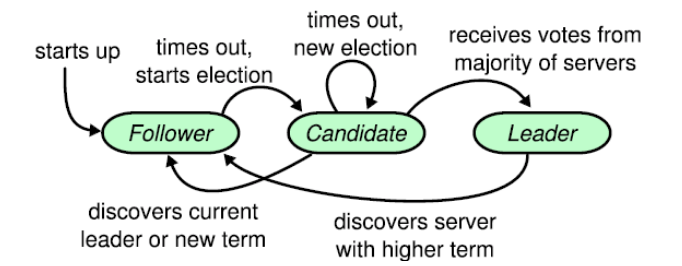 starts up
times out,
starts election
times out,
new election
receives votes from
majority of servers
Follower
Candidate
Leader
discovers current
leader or new term
discovers server
with higher term